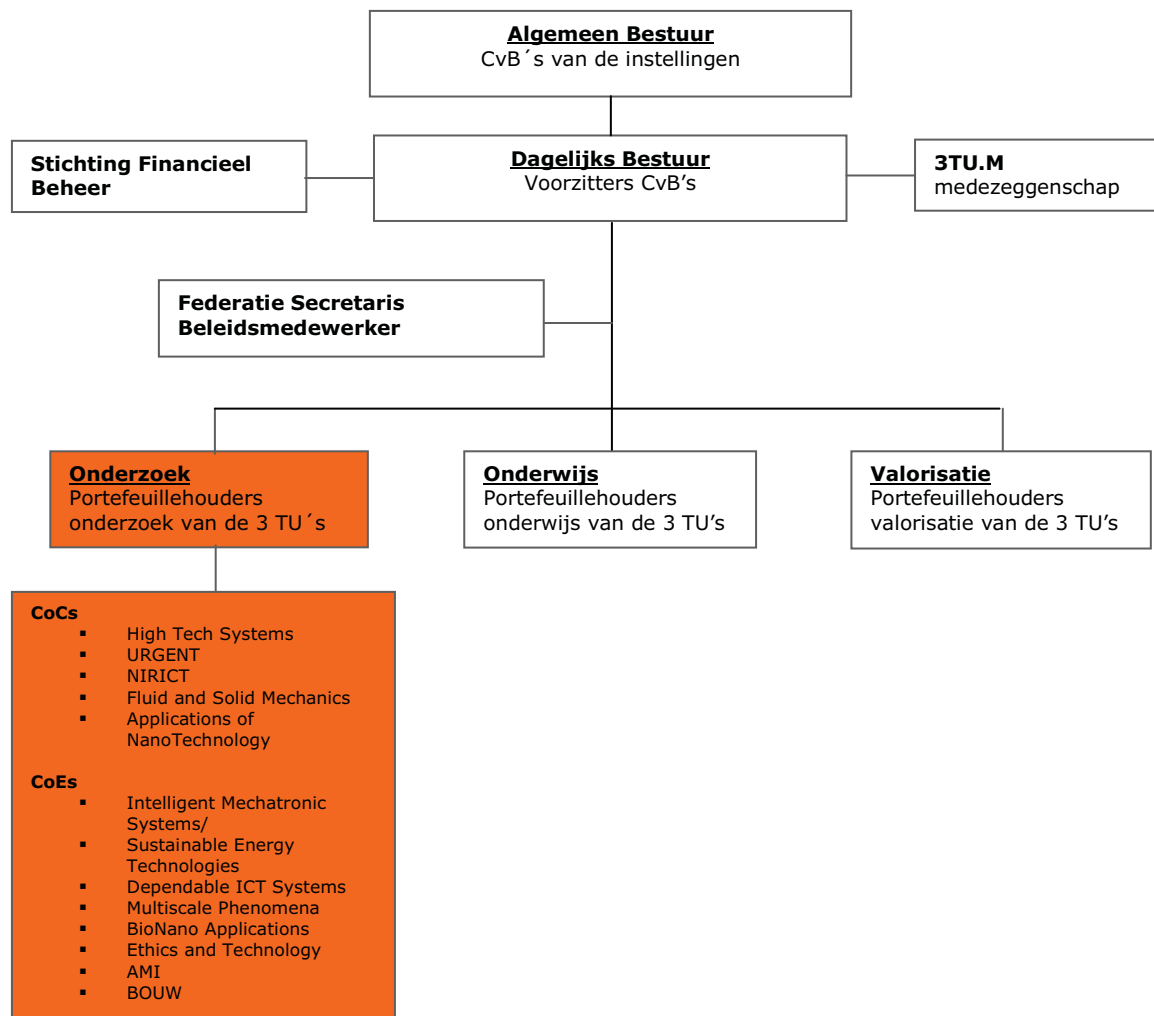 Algemeen Bestuur
CvB´s van de instellingen
Stichting Financieel
Beheer
Dagelijks Bestuur
Voorzitters CvB's
3TU.M
medezeggenschap
Federatie Secretaris
Beleidsmedewerker
Onderzoek
Portefeuillehouders
onderzoek van de 3 TU´s
Onderwijs
Portefeuillehouders
onderwijs van de 3 TU's
Valorisatie
Portefeuillehouders
valorisatie van de 3 TU's
CoCs
▪ High Tech Systems
▪ URGENT
▪ NIRICT
▪ Fluid and Solid Mechanics
▪ Applications of
NanoTechnology
CoEs
▪ Intelligent Mechatronic
Systems/
▪ Sustainable Energy
Technologies
▪ Dependable ICT Systems
▪ Multiscale Phenomena
▪ BioNano Applications
▪ Ethics and Technology
▪ AMI
▪ BOUW